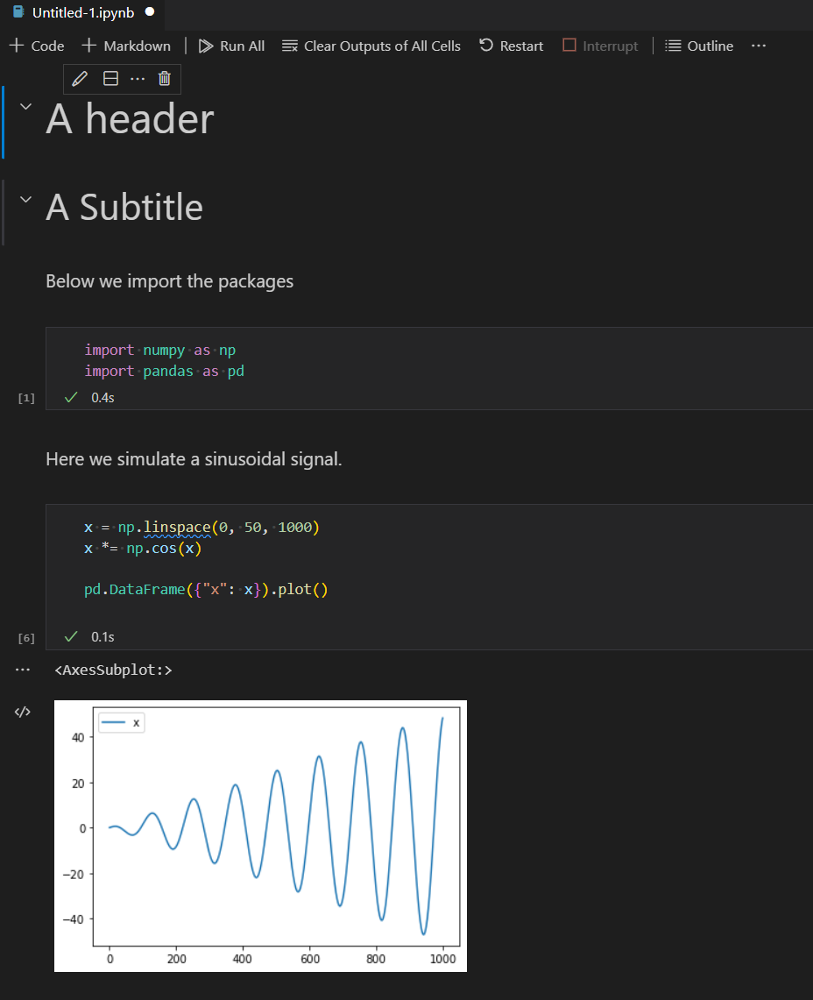 Untitled-1.ipynb
Code Markdown Run All Clear Outputs of All Cells Restart Interrupt Outline ...
A header
A Subtitle
Below we import the packages
import numpy as np
import pandas as pd
[1] 0.4s
Here we simulate a sinusoidal signal.
x = np.linspace(0, 50, 1000)
x *= np.cos(x)
pd.DataFrame({"x": x}).plot()
[6] 0.1s
<AxesSubplot:>
x
40
20
0
−20
−40
0 200 400 600 800 1000